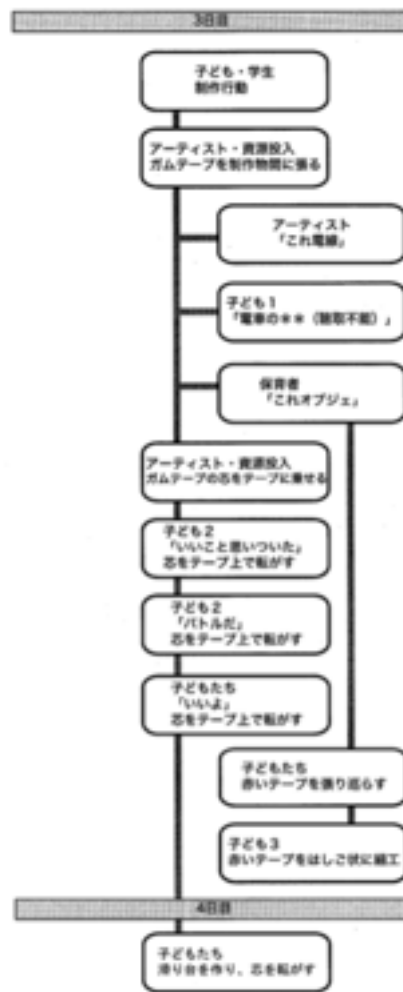 3日目
子ども・学生
制作行動
アーティスト・資源投入
ガムテープを制作物間に張る
アーティスト
「これ電線」
子ども1
「電車の＊＊（聴取不能）」
保育者
「これオブジェ」
アーティスト・資源投入
ガムテープの芯をテープに乗せる
子ども2
「いいこと思いついた」
芯をテープ上で転がす
子ども2
「バトルだ」
芯をテープ上で転がす
子どもたち
「いいよ」
芯をテープ上で転がす
子どもたち
赤いテープを張り巡らす
子ども3
赤いテープをはしご状に細工
4日目
子どもたち
滑り台を作り、芯を転がす